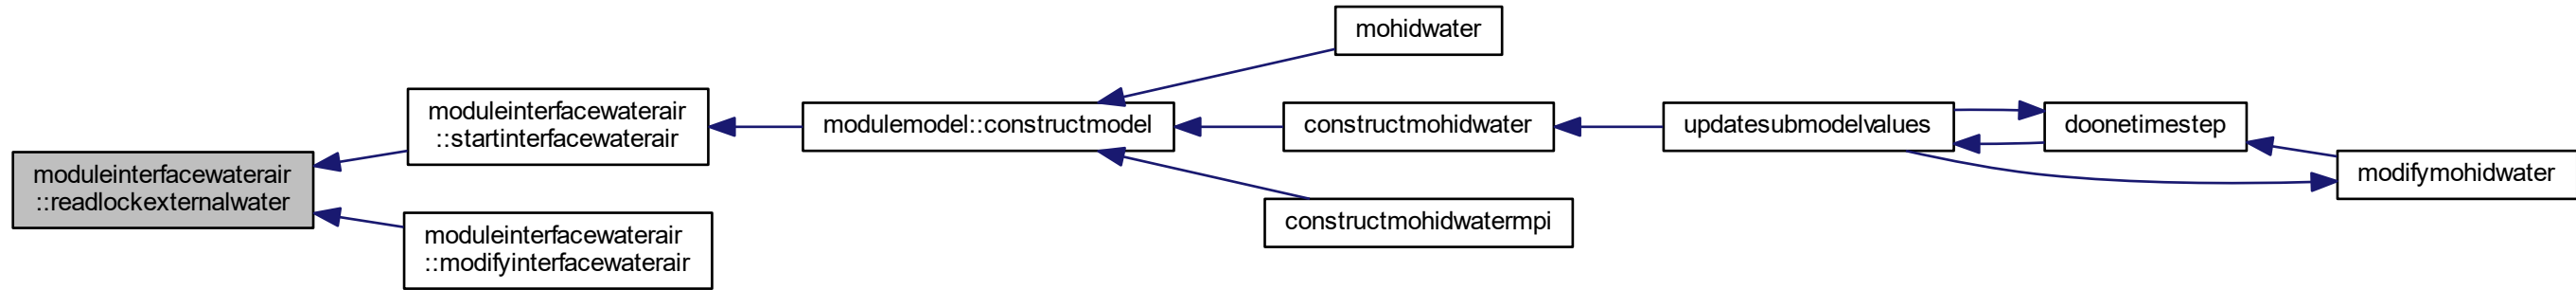 moduleinterfacewaterair
::readlockexternalwater
moduleinterfacewaterair
::startinterfacewaterair
moduleinterfacewaterair
::modifyinterfacewaterair
modulemodel::constructmodel
mohidwater
constructmohidwater
constructmohidwatermpi
updatesubmodelvalues
doonetimestep
modifymohidwater